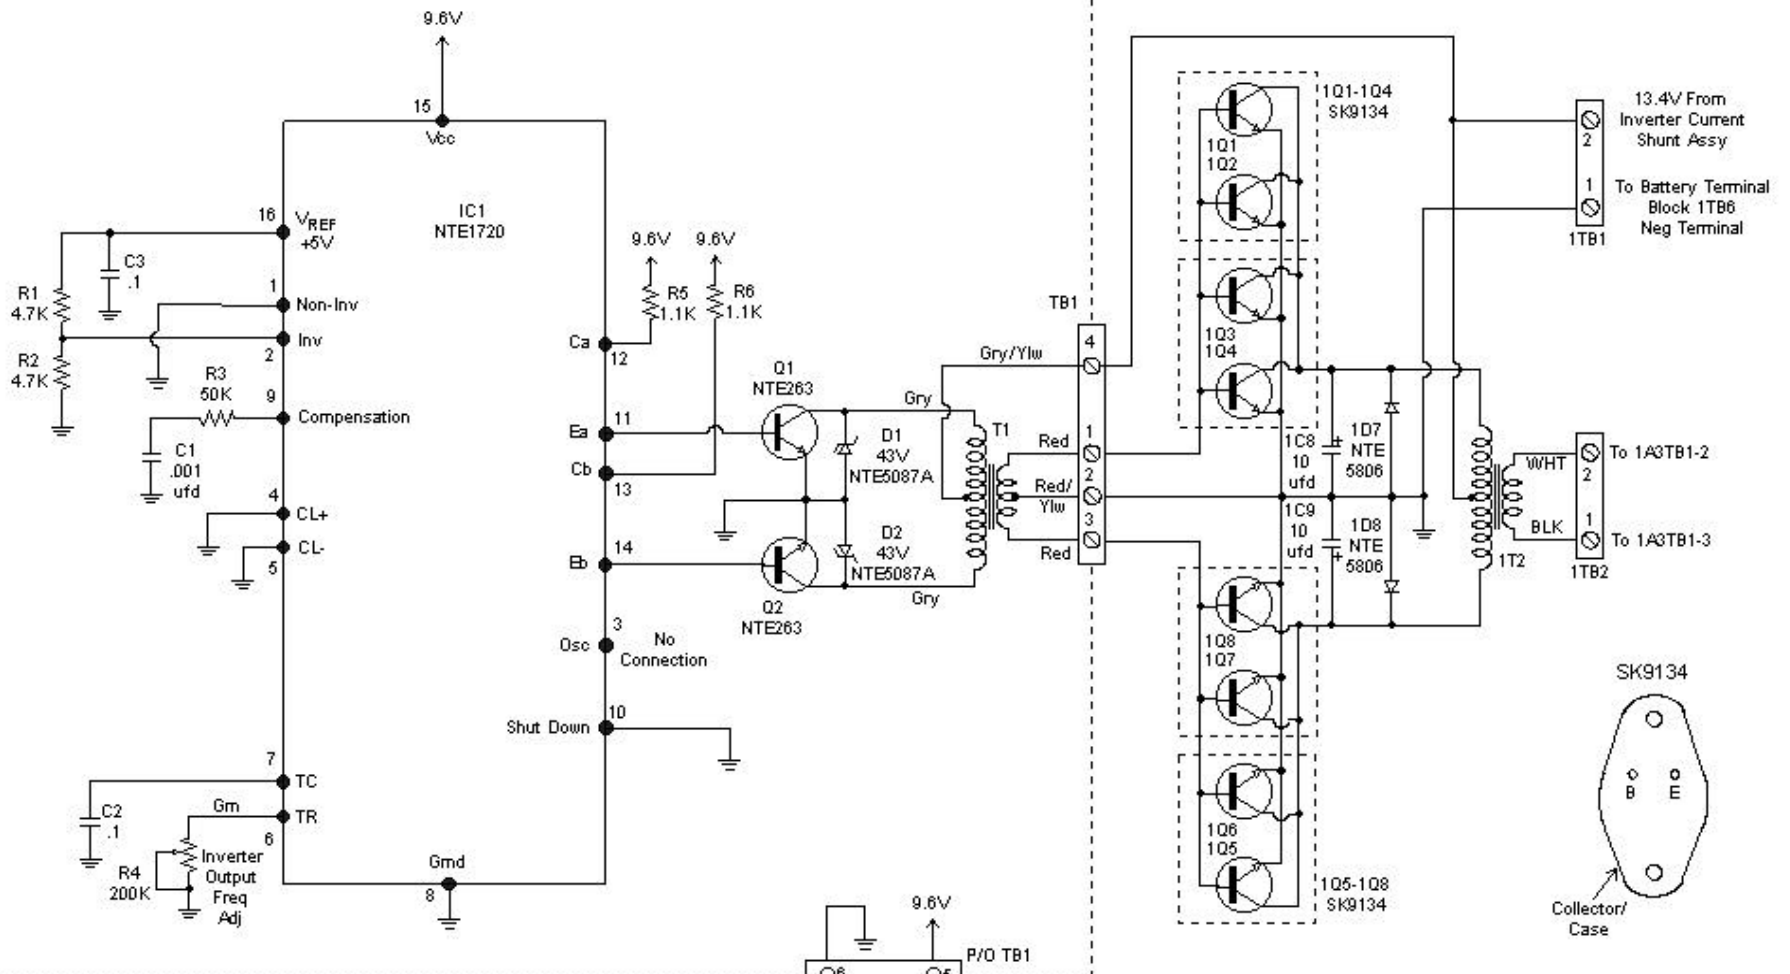 9.6V
15
Vcc
IC1
NTE1720
16
VREF
+5V
C3
.1
1
Non-Inv
R1
4.7K
Inv
2
R2
4.7K
R3
50K
9
Compensation
C1
.001
ufd
4
CL+
CL-
5
7
TC
C2
.1
Grn
TR
6
R4
200K
Inverter
Output
Freq
Adj
Grnd
8
9.6V
9.6V
R5
1.1K
R6
1.1K
Ca
12
11
Ea
Cb
13
14
Eb
3
Osc
No
Connection
10
Shut Down
Q1
NTE263
D1
43V
NTE5087A
D2
43V
NTE5087A
Q2
NTE263
Gry
Gry
Gry/Ylw
T1
Red
Red/
Ylw
Red
TB1
4
1
2
3
1Q1-1Q4
SK9134
1Q1
1Q2
1Q3
1Q4
1C8
10
ufd
+
1D7
NTE
5806
1C9
10
ufd
+
1D8
NTE
5806
1Q8
1Q7
1Q6
1Q5
1Q5-1Q8
SK9134
13.4V From
Inverter Current
Shunt Assy
2
1
To Battery Terminal
Block 1TB6
Neg Terminal
1TB1
WHT
To 1A3TB1-2
2
1
BLK
To 1A3TB1-3
1T2
1TB2
SK9134
B
E
Collector/
Case
9.6V
P/O TB1
6
5